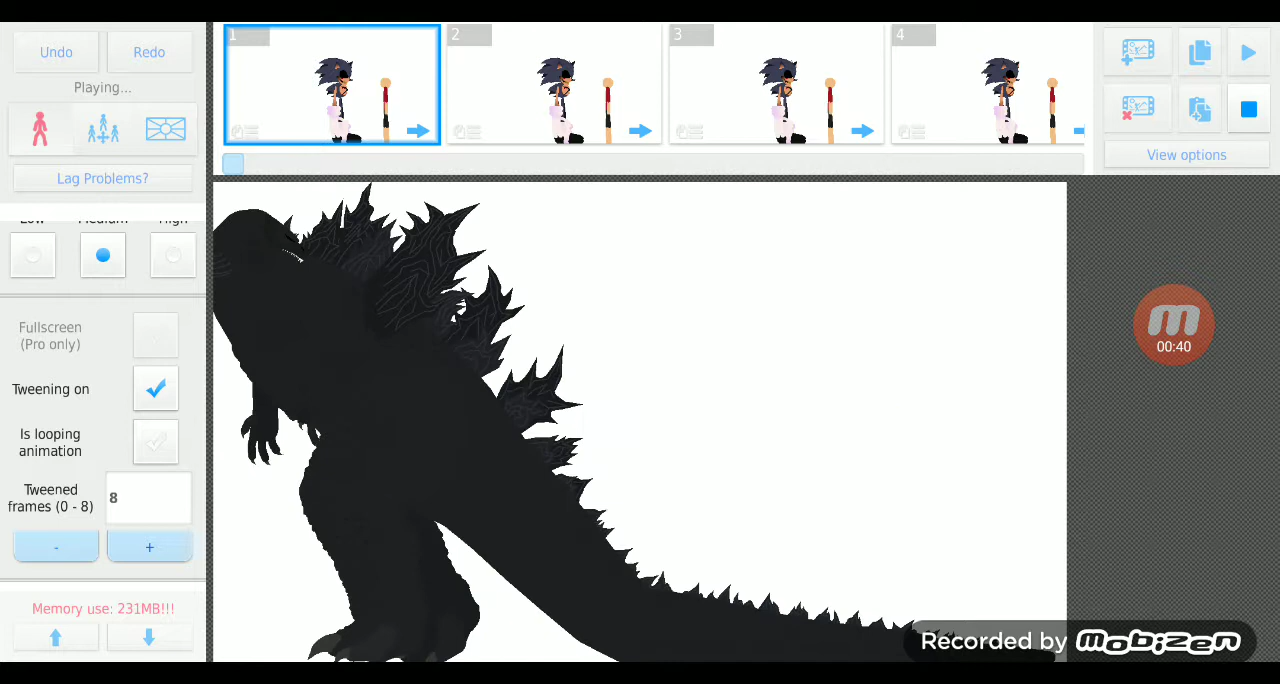 Undo
Redo
Playing...
Lag Problems?
Low
Medium
High
Fullscreen
(Pro only)
Tweening on
Is looping
animation
Tweened
frames (0 - 8)
8
-
+
Memory use: 231MB!!!
1
2
3
4
View options
00:40
Recorded by Mobizen